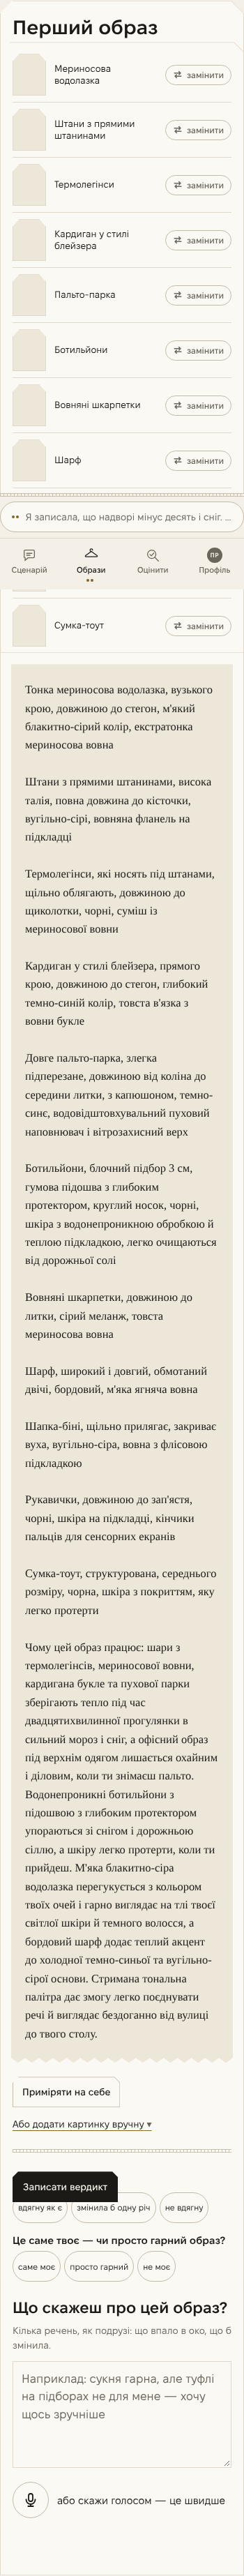 Перший образ
Мериносова
водолазка
замінити
Штани з прямими
штанинами
замінити
Термолегінси
замінити
Кардиган у стилі
блейзера
замінити
Пальто-парка
замінити
Ботильйони
замінити
Вовняні шкарпетки
замінити
Шарф
замінити
Я записала, що надворі мінус десять і сніг. ...
Сценарій
Образи
Оцінити
ПР
Профіль
Сумка-тоут
замінити
Тонка мериносова водолазка, вузького
крою, довжиною до стегон, м'який
блакитно-сірий колір, екстратонка
мериносова вовна
Штани з прямими штанинами, висока
талія, повна довжина до кісточки,
вугільно-сірі, вовняна фланель на
підкладці
Термолегінси, які носять під штанами,
щільно облягають, довжиною до
щиколотки, чорні, суміш із
мериносової вовни
Кардиган у стилі блейзера, прямого
крою, довжиною до стегон, глибокий
темно-синій колір, товста в'язка з
вовни букле
Довге пальто-парка, злегка
підперезане, довжиною від коліна до
середини литки, з капюшоном, темно-
синє, водовідштовхувальний пуховий
наповнювач і вітрозахисний верх
Ботильйони, блочний підбор 3 см,
гумова підошва з глибоким
протектором, круглий носок, чорні,
шкіра з водонепроникною обробкою й
теплою підкладкою, легко очищаються
від дорожньої солі
Вовняні шкарпетки, довжиною до
литки, сірий меланж, товста
мериносова вовна
Шарф, широкий і довгий, обмотаний
двічі, бордовий, м'яка ягняча вовна
Шапка-біні, щільно прилягає, закриває
вуха, вугільно-сіра, вовна з флісовою
підкладкою
Рукавички, довжиною до зап'ястя,
чорні, шкіра на підкладці, кінчики
пальців для сенсорних екранів
Сумка-тоут, структурована, середнього
розміру, чорна, шкіра з покриттям, яку
легко протерти
Чому цей образ працює: шари з
термолегінсів, мериносової вовни,
кардигана букле та пухової парки
зберігають тепло під час
двадцятихвилинної прогулянки в
сильний мороз і сніг, а офісний образ
під верхнім одягом лишається охайним
і діловим, коли ти знімаєш пальто.
Водонепроникні ботильйони з
підошвою з глибоким протектором
упораються зі снігом і дорожньою
сіллю, а шкіру легко протерти, коли ти
прийдеш. М'яка блакитно-сіра
водолазка перегукується з кольором
твоїх очей і гарно виглядає на тлі твоєї
світлої шкіри й темного волосся, а
бордовий шарф додає теплий акцент
до холодної темно-синьої та вугільно-
сірої основи. Стримана тональна
палітра дає змогу легко поєднувати
речі й виглядає бездоганно від вулиці
до твого столу.
Приміряти на себе
Або додати картинку вручну ▾
Записати вердикт
вдягну як є
змінила б одну річ
не вдягну
Це саме твоє — чи просто гарний образ?
саме моє
просто гарний
не моє
Що скажеш про цей образ?
Кілька речень, як подрузі: що впало в око, що б
змінила.
Наприклад: сукня гарна, але туфлі
на підборах не для мене — хочу
щось зручніше
або скажи голосом — це швидше